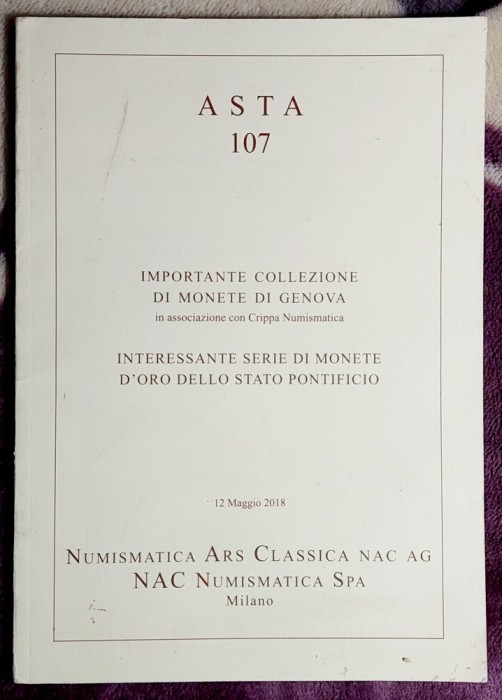 ASTA
107
IMPORTANTE COLLEZIONE
DI MONETE DI GENOVA
in associazione con Crippa Numismatica
INTERESSANTE SERIE DI MONETE
D'ORO DELLO STATO PONTIFICIO
12 Maggio 2018
NUMISMATICA ARS CLASSICA NAC AG
NAC NUMISMATICA SPA
Milano